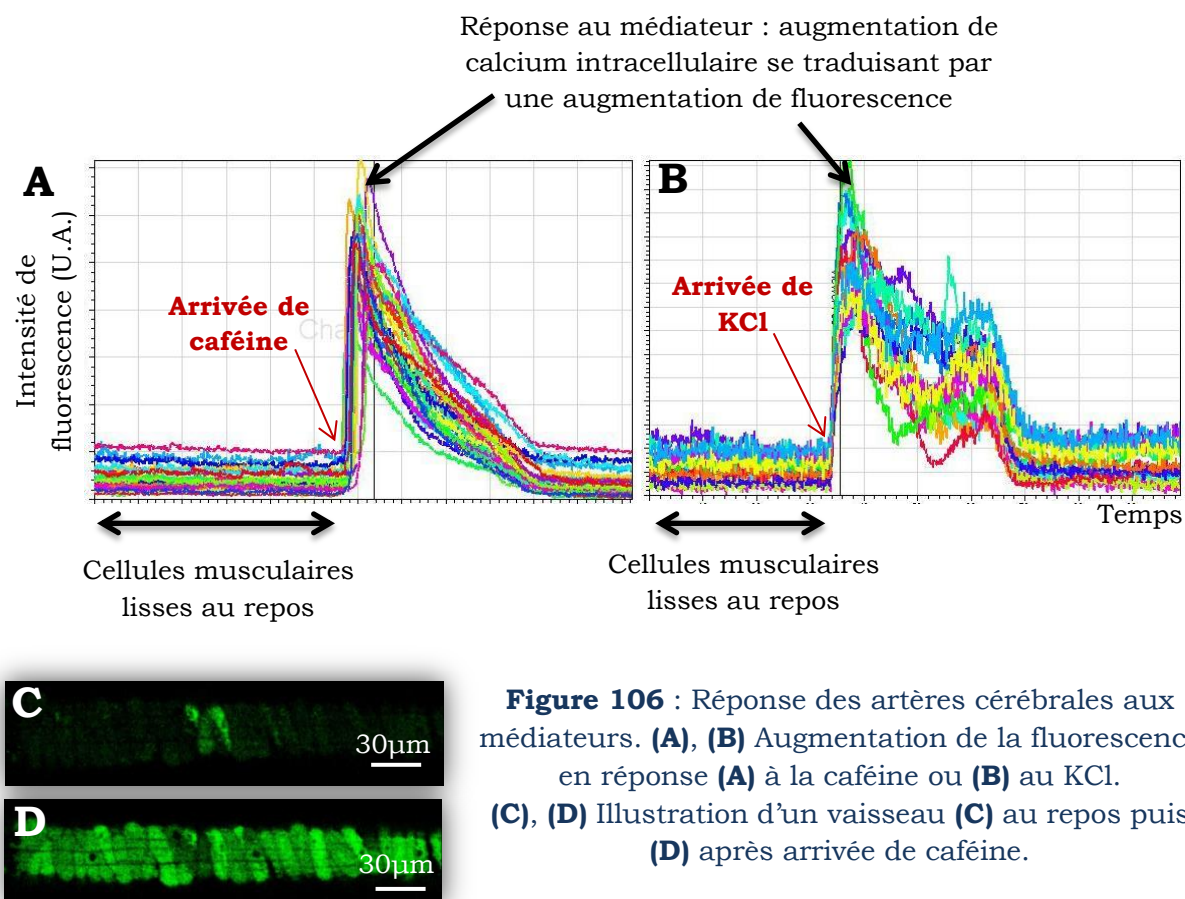 Réponse au médiateur : augmentation de
calcium intracellulaire se traduisant par
une augmentation de fluorescence
A
B
Intensité de
fluorescence (U.A.)
Arrivée de
caféine
Arrivée de
KCl
Temps
Cellules musculaires
lisses au repos
Cellules musculaires
lisses au repos
C
30µm
D
30µm
Figure 106 : Réponse des artères cérébrales aux
médiateurs. (A), (B) Augmentation de la fluorescenc
en réponse (A) à la caféine ou (B) au KCl.
(C), (D) Illustration d’un vaisseau (C) au repos puis
(D) après arrivée de caféine.